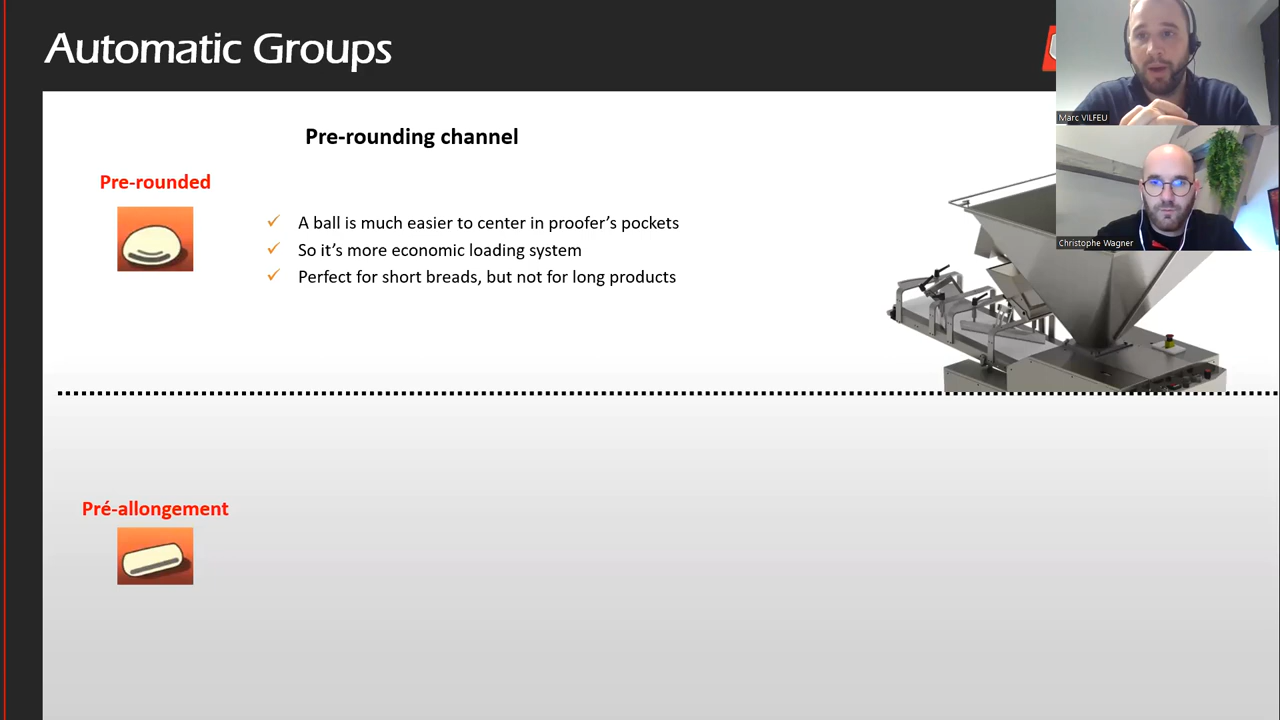 Automatic Groups
Marc VILFEU
Pre-rounding channel
Pre-rounded
✓ A ball is much easier to center in proofer’s pockets
✓ So it’s more economic loading system
✓ Perfect for short breads, but not for long products
Christophe Wagner
Pré-allongement